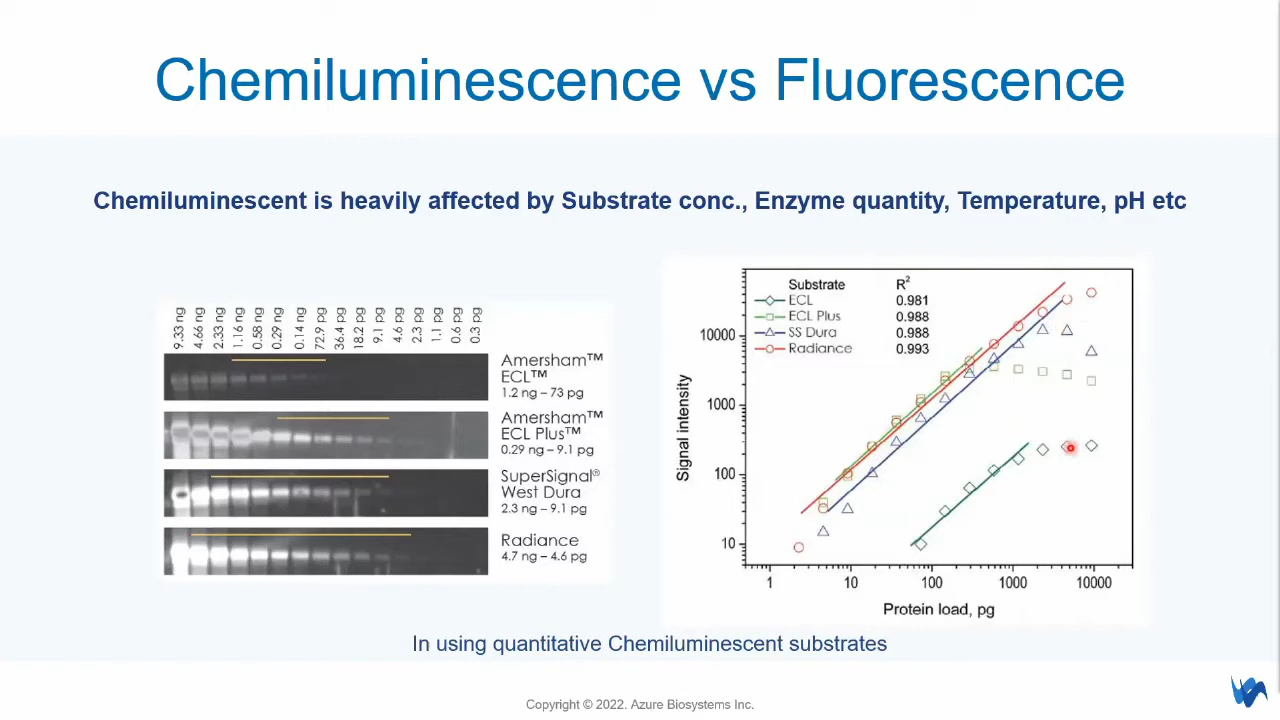 Chemiluminescence vs Fluorescence
Chemiluminescent is heavily affected by Substrate conc., Enzyme quantity, Temperature, pH etc
9.33 ng
4.66 ng
2.33 ng
1.16 ng
0.58 ng
0.29 ng
0.14 ng
72.9 pg
36.4 pg
18.2 pg
9.1 pg
4.6 pg
2.3 pg
1.1 pg
0.6 pg
0.3 pg
Amersham™
ECL™
1.2 ng – 73 pg
Amersham™
ECL Plus™
0.29 ng – 9.1 pg
SuperSignal®
West Dura
2.3 ng – 9.1 pg
Radiance
4.7 ng – 4.6 pg
Substrate R²
ECL 0.981
ECL Plus 0.988
SS Dura 0.988
Radiance 0.993
Signal intensity
10000
1000
100
10
1 10 100 1000 10000
Protein load, pg
In using quantitative Chemiluminescent substrates
Copyright © 2022. Azure Biosystems Inc.